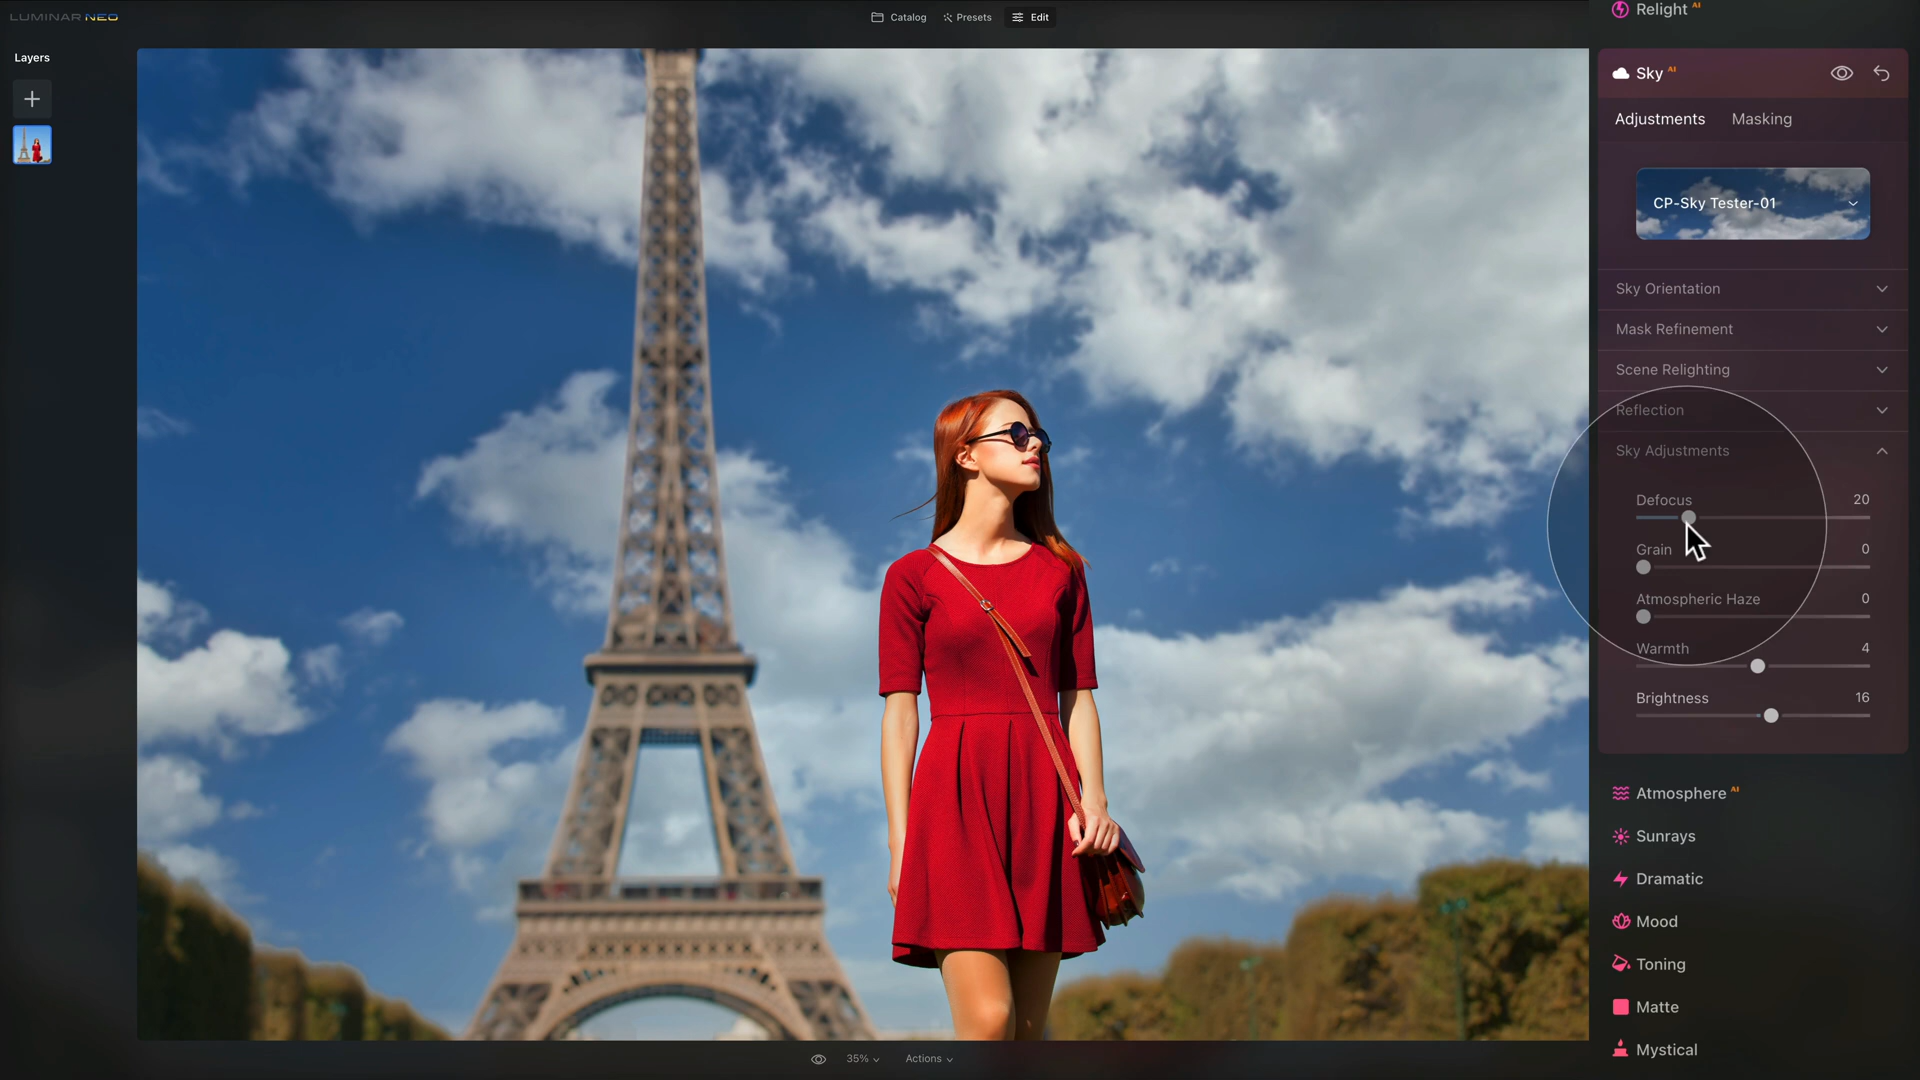 LUMINAR NEO
Catalog
Presets
Edit
Layers
Relight AI
Sky AI
Adjustments
Masking
CP-Sky Tester-01
Sky Orientation
Mask Refinement
Scene Relighting
Reflection
Sky Adjustments
Defocus 20
Grain 0
Atmospheric Haze 0
Warmth 4
Brightness 16
Atmosphere AI
Sunrays
Dramatic
Mood
Toning
Matte
Mystical
35%
Actions